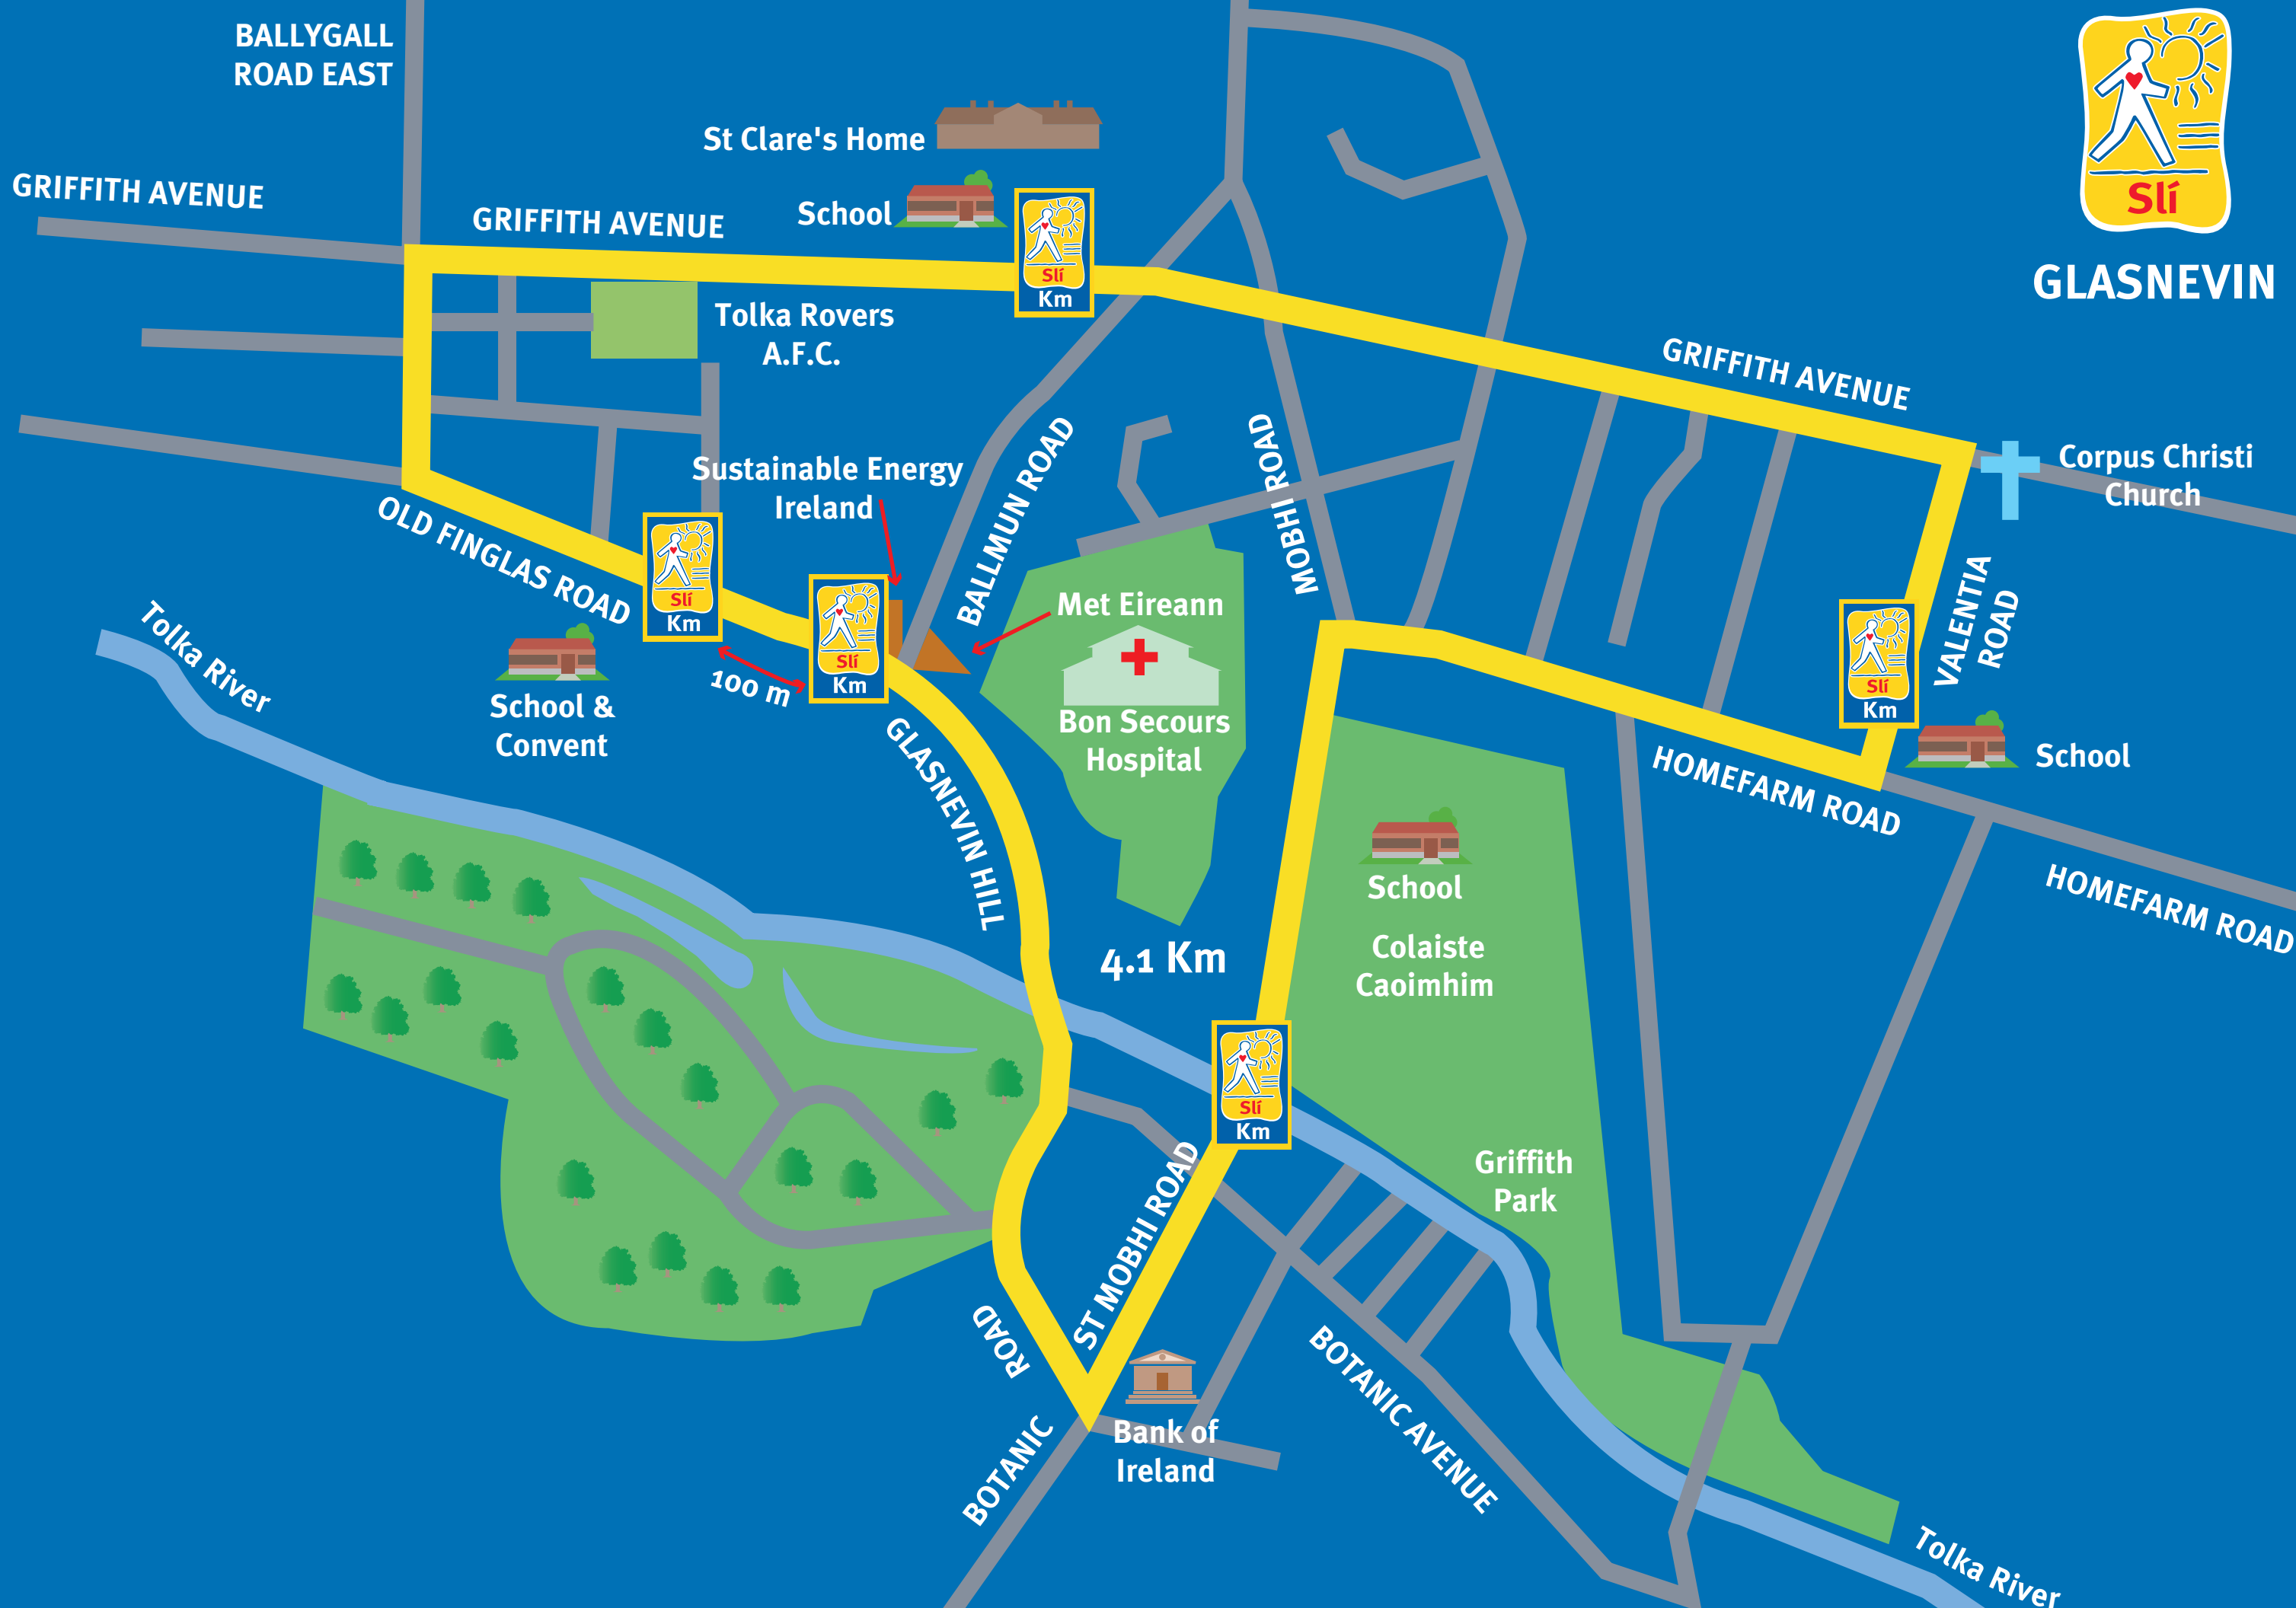 BALLYGALL
ROAD EAST
Slí
GLASNEVIN
St Clare's Home
School
GRIFFITH AVENUE
GRIFFITH AVENUE
Slí
Km
Tolka Rovers
A.F.C.
GRIFFITH AVENUE
Corpus Christi
Church
Sustainable Energy
Ireland
BALLMUN ROAD
MOBHI ROAD
OLD FINGLAS ROAD
Slí
Km
Slí
Km
100 m
Met Eireann
Bon Secours
Hospital
VALENTIA
ROAD
Slí
Km
School
Tolka River
School &
Convent
GLASNEVIN HILL
HOMEFARM ROAD
HOMEFARM ROAD
School
Colaiste
Caoimhim
4.1 Km
Slí
Km
Griffith
Park
ST MOBHI ROAD
BOTANIC
ROAD
Bank of
Ireland
BOTANIC AVENUE
Tolka River